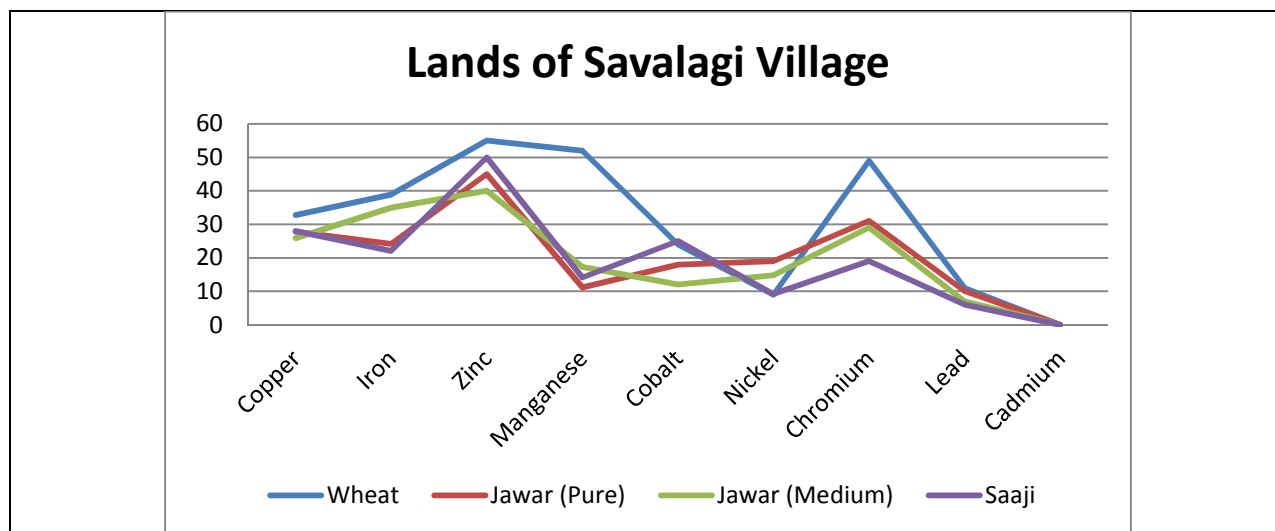 Lands of Savalagi Village
60
50
40
30
20
10
0
Copper
Iron
Zinc
Manganese
Cobalt
Nickel
Chromium
Lead
Cadmium
Wheat Jawar (Pure) Jawar (Medium) Saaji